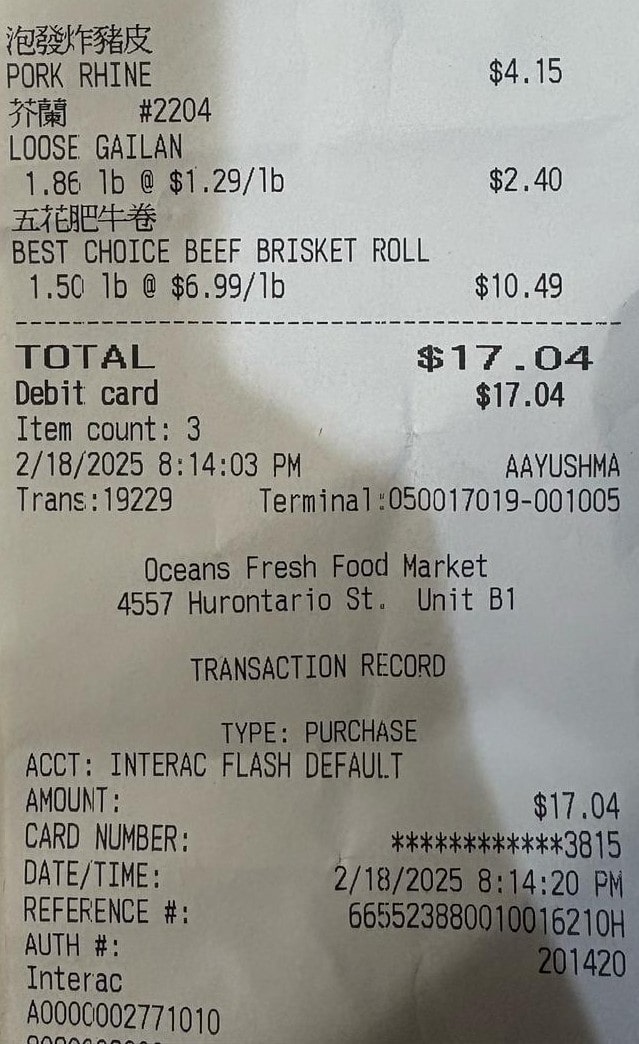 泡發炸豬皮
PORK RHINE $4.15
芥蘭 #2204
LOOSE GAILAN
1.86 lb @ $1.29/lb $2.40
五花肥牛卷
BEST CHOICE BEEF BRISKET ROLL
1.50 lb @ $6.99/lb $10.49
TOTAL $17.04
Debit card $17.04
Item count: 3
2/18/2025 8:14:03 PM AAYUSHMA
Trans:19229 Terminal:050017019-001005
Oceans Fresh Food Market
4557 Hurontario St. Unit B1
TRANSACTION RECORD
TYPE: PURCHASE
ACCT: INTERAC FLASH DEFAULT
AMOUNT: $17.04
CARD NUMBER: ************3815
DATE/TIME: 2/18/2025 8:14:20 PM
REFERENCE #: 665523880010016210H
AUTH #: 201420
Interac
A0000002771010